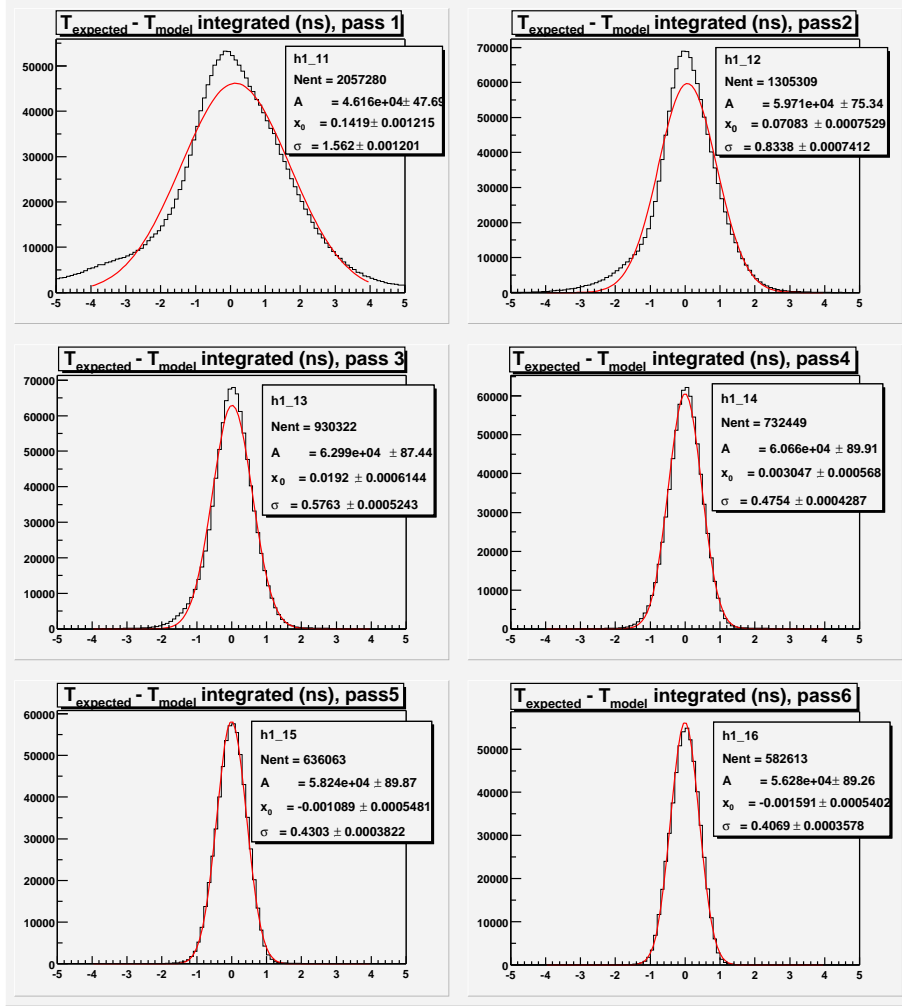 T_expected - T_model integrated (ns), pass 1
h1_11
Nent = 2057280
A = 4.616e+04 ± 47.69
x_0 = 0.1419 ± 0.001215
σ = 1.562 ± 0.001201
50000
40000
30000
20000
10000
0
-5 -4 -3 -2 -1 0 1 2 3 4 5
T_expected - T_model integrated (ns), pass2
h1_12
Nent = 1305309
A = 5.971e+04 ± 75.34
x_0 = 0.07083 ± 0.0007529
σ = 0.8338 ± 0.0007412
70000
60000
50000
40000
30000
20000
10000
0
-5 -4 -3 -2 -1 0 1 2 3 4 5
T_expected - T_model integrated (ns), pass 3
h1_13
Nent = 930322
A = 6.299e+04 ± 87.44
x_0 = 0.0192 ± 0.0006144
σ = 0.5763 ± 0.0005243
70000
60000
50000
40000
30000
20000
10000
0
-5 -4 -3 -2 -1 0 1 2 3 4 5
T_expected - T_model integrated (ns), pass4
h1_14
Nent = 732449
A = 6.066e+04 ± 89.91
x_0 = 0.003047 ± 0.000568
σ = 0.4754 ± 0.0004287
60000
50000
40000
30000
20000
10000
0
-5 -4 -3 -2 -1 0 1 2 3 4 5
T_expected - T_model integrated (ns), pass5
h1_15
Nent = 636063
A = 5.824e+04 ± 89.87
x_0 = -0.001089 ± 0.0005481
σ = 0.4303 ± 0.0003822
60000
50000
40000
30000
20000
10000
0
-5 -4 -3 -2 -1 0 1 2 3 4 5
T_expected - T_model integrated (ns), pass6
h1_16
Nent = 582613
A = 5.628e+04 ± 89.26
x_0 = -0.001591 ± 0.0005402
σ = 0.4069 ± 0.0003578
50000
40000
30000
20000
10000
0
-5 -4 -3 -2 -1 0 1 2 3 4 5